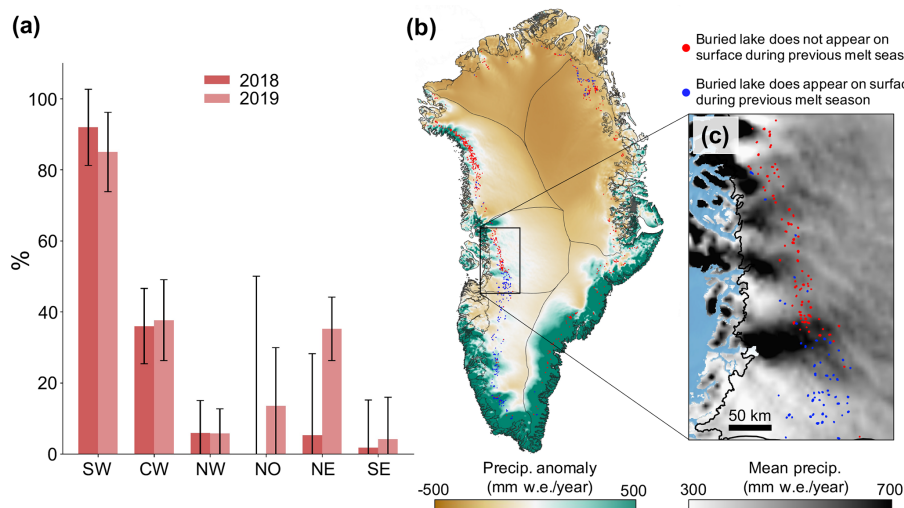 (a)
2018
2019
100
80
60
40
20
0
%
SW CW NW NO NE SE
(b)
Buried lake does not appear on
surface during previous melt seas
Buried lake does appear on surfac
during previous melt season
(c)
50 km
Precip. anomaly
(mm w.e./year)
-500 500
Mean precip.
(mm w.e./year)
300 700